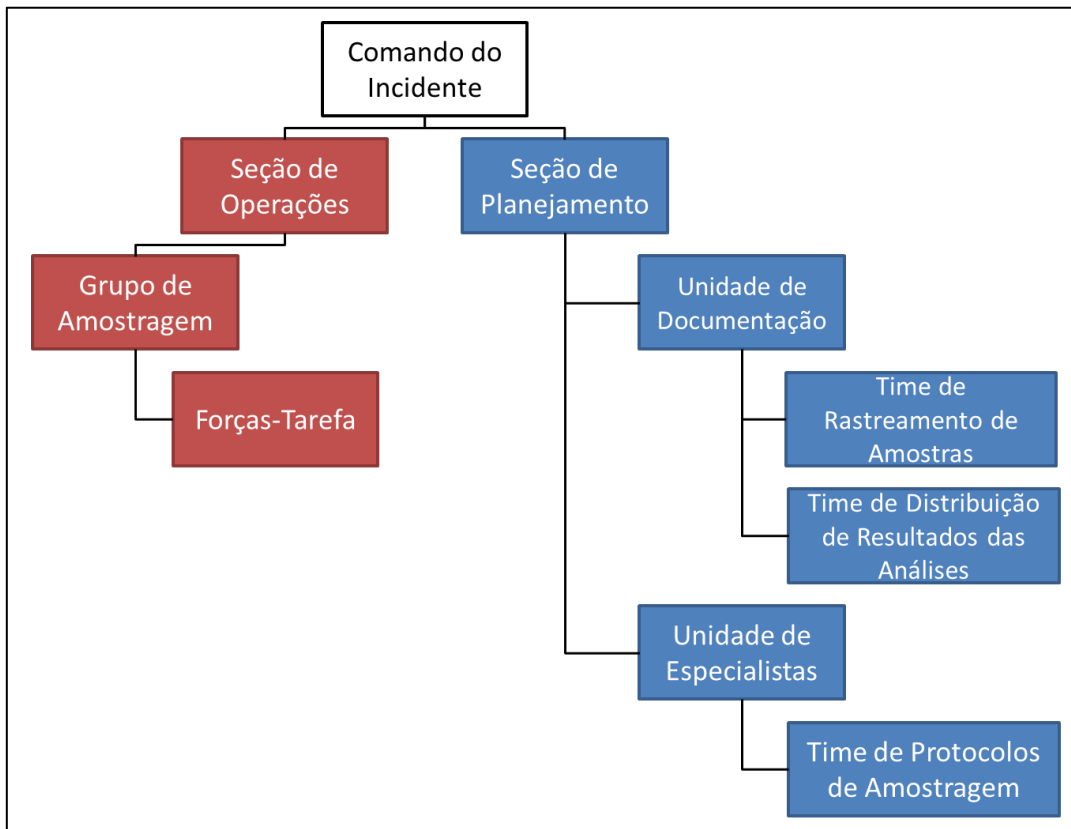 Comando do
Incidente
Seção de
Operações
Seção de
Planejamento
Grupo de
Amostragem
Forças-Tarefa
Unidade de
Documentação
Time de
Rastreamento de
Amostras
Time de Distribuição
de Resultados das
Análises
Unidade de
Especialistas
Time de Protocolos
de Amostragem